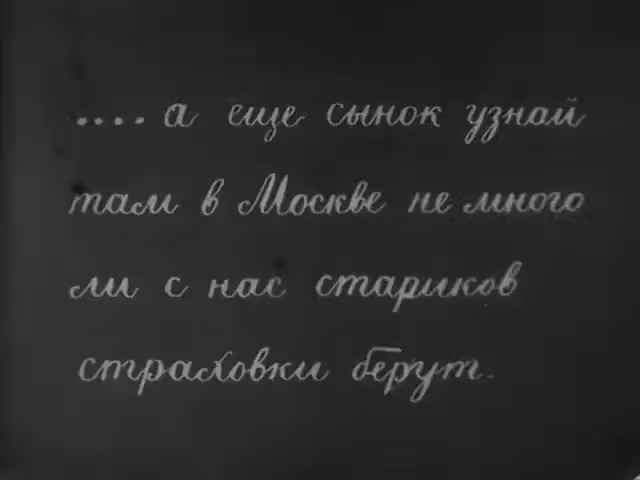 .... а еще сынок узнай
там в Москве не много
ли с нас стариков
страховки берут.